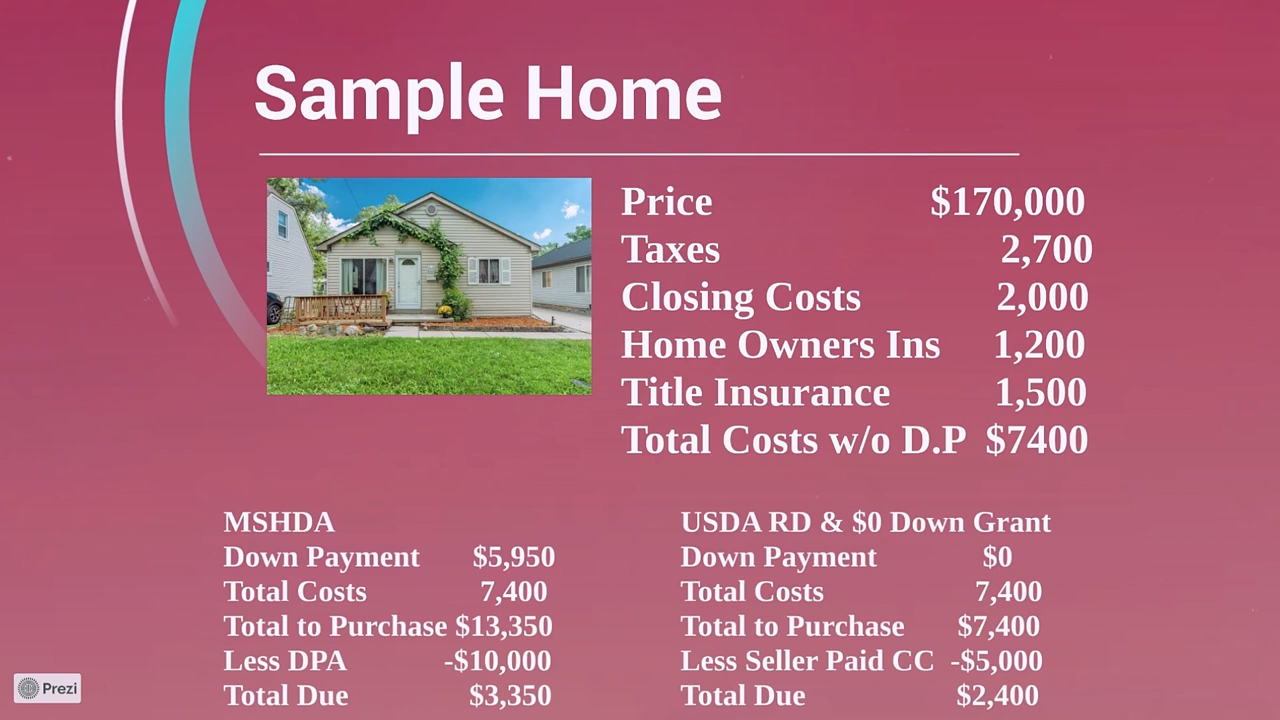 Sample Home
Price $170,000
Taxes 2,700
Closing Costs 2,000
Home Owners Ins 1,200
Title Insurance 1,500
Total Costs w/o D.P $7400
MSHDA
Down Payment $5,950
Total Costs 7,400
Total to Purchase $13,350
Less DPA -$10,000
Total Due $3,350
USDA RD & $0 Down Grant
Down Payment $0
Total Costs 7,400
Total to Purchase $7,400
Less Seller Paid CC -$5,000
Total Due $2,400
Prezi